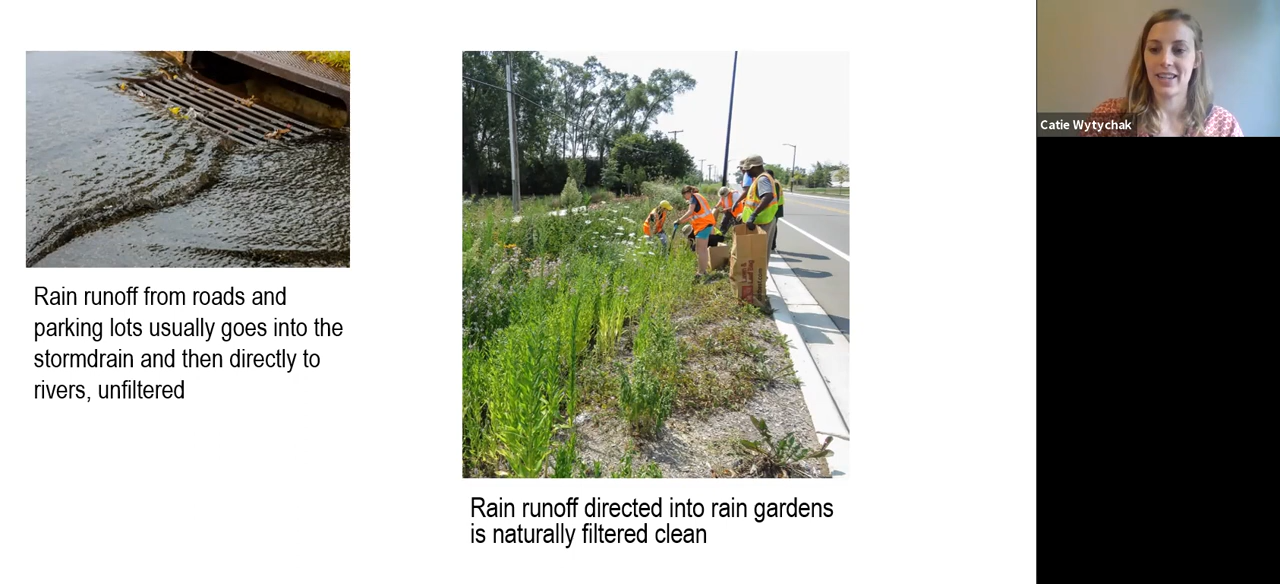 Rain runoff from roads and
parking lots usually goes into the
stormdrain and then directly to
rivers, unfiltered
Rain runoff directed into rain gardens
is naturally filtered clean
Catie Wytychak